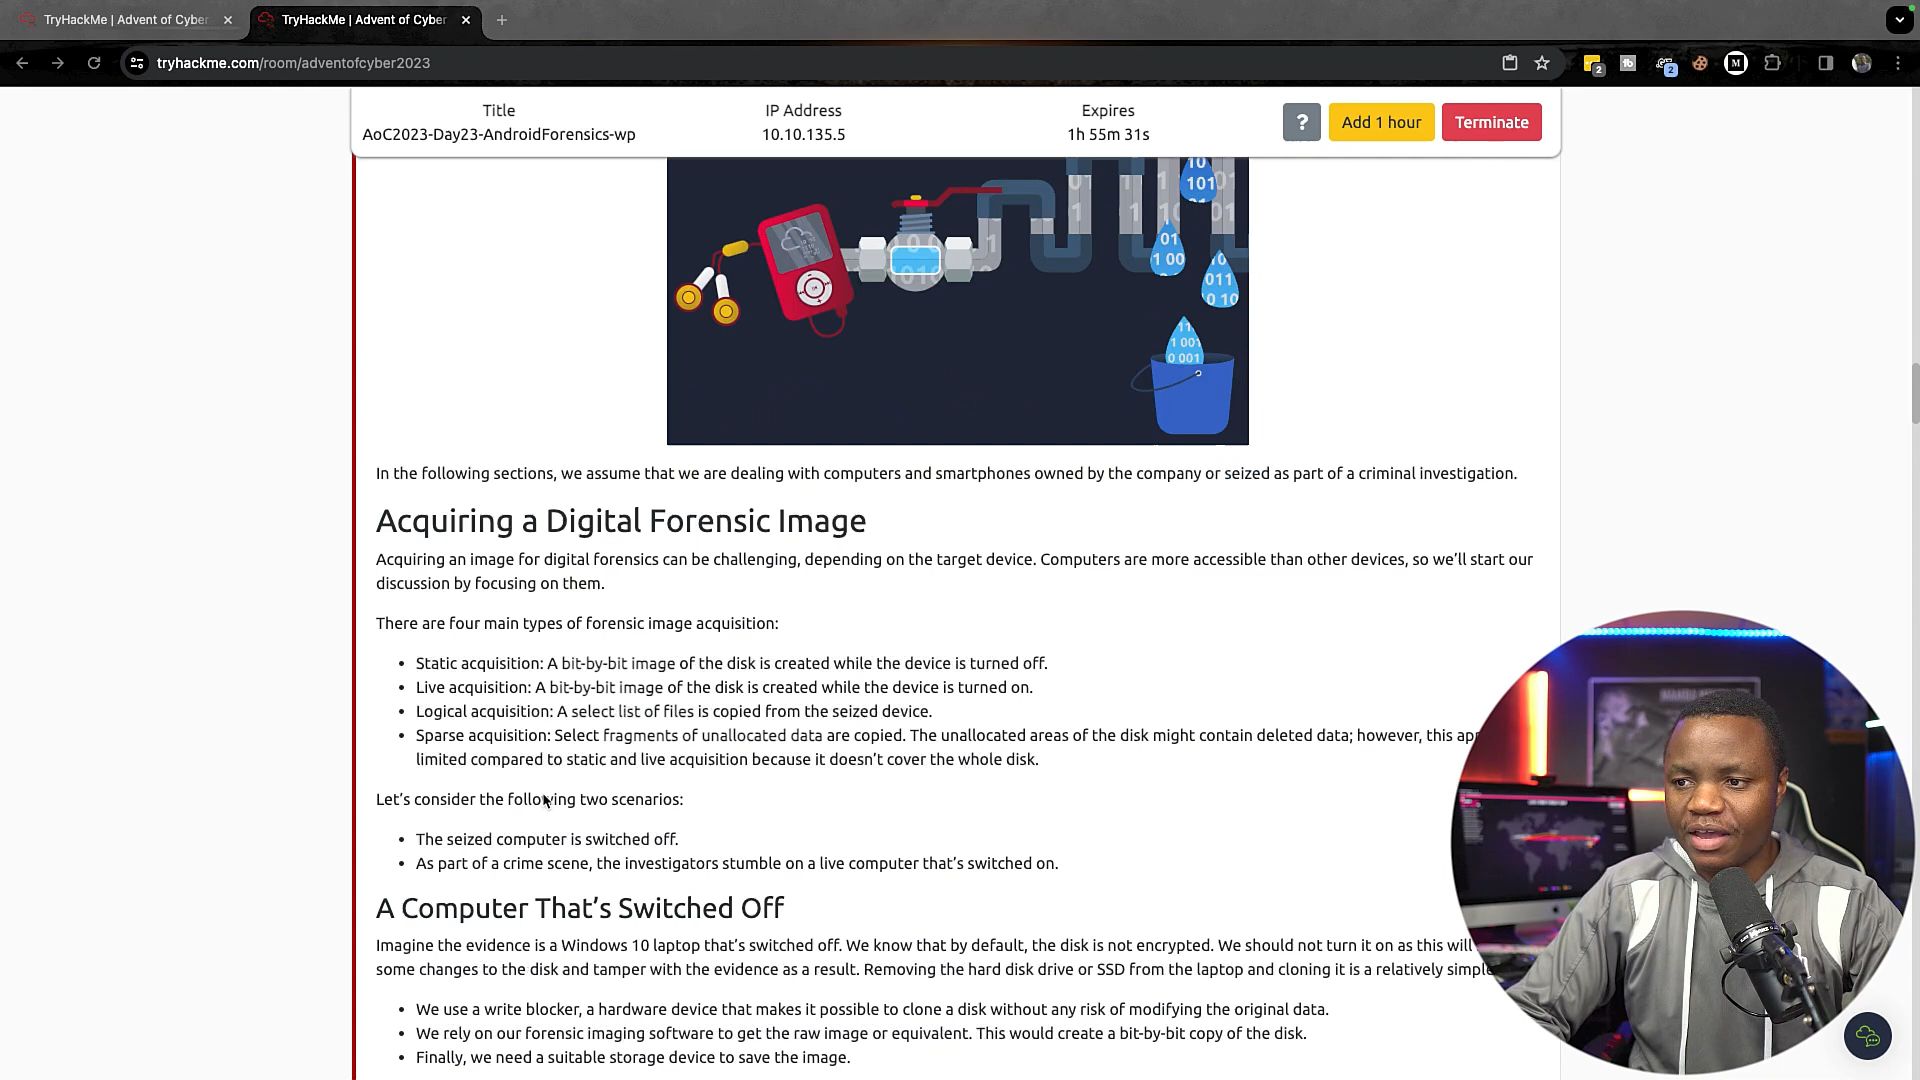 TryHackMe | Advent of Cyber
TryHackMe | Advent of Cyber
tryhackme.com/room/adventofcyber2023
2
2
M
Title
IP Address
Expires
AoC2023-Day23-AndroidForensics-wp
10.10.135.5
1h 55m 31s
?
Add 1 hour
Terminate
In the following sections, we assume that we are dealing with computers and smartphones owned by the company or seized as part of a criminal investigation.
Acquiring a Digital Forensic Image
Acquiring an image for digital forensics can be challenging, depending on the target device. Computers are more accessible than other devices, so we'll start our
discussion by focusing on them.
There are four main types of forensic image acquisition:
• Static acquisition: A bit-by-bit image of the disk is created while the device is turned off.
• Live acquisition: A bit-by-bit image of the disk is created while the device is turned on.
• Logical acquisition: A select list of files is copied from the seized device.
• Sparse acquisition: Select fragments of unallocated data are copied. The unallocated areas of the disk might contain deleted data; however, this
limited compared to static and live acquisition because it doesn't cover the whole disk.
Let's consider the following two scenarios:
• The seized computer is switched off.
• As part of a crime scene, the investigators stumble on a live computer that's switched on.
A Computer That's Switched Off
Imagine the evidence is a Windows 10 laptop that's switched off. We know that by default, the disk is not encrypted. We should not turn it on as this will
some changes to the disk and tamper with the evidence as a result. Removing the hard disk drive or SSD from the laptop and cloning it is a relatively
• We use a write blocker, a hardware device that makes it possible to clone a disk without any risk of modifying the original data.
• We rely on our forensic imaging software to get the raw image or equivalent. This would create a bit-by-bit copy of the disk.
• Finally, we need a suitable storage device to save the image.